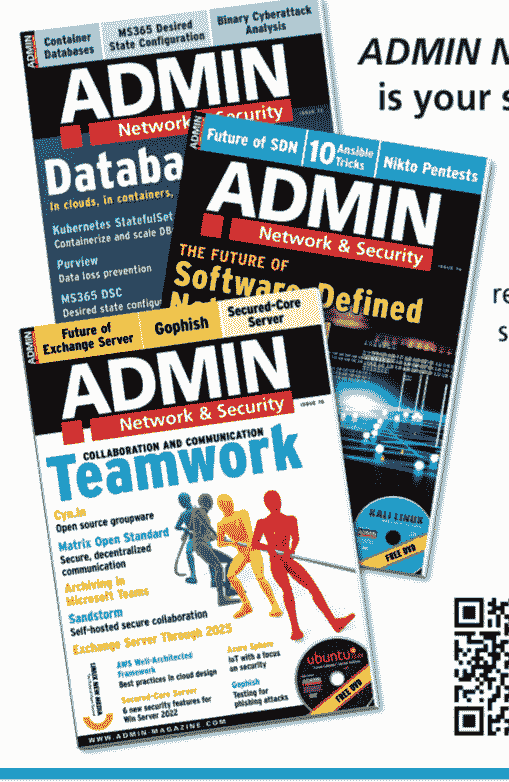 Container
Databases
MS365 Desired
State Configuration
Binary Cyberattack
Analysis
ADMIN
ADMIN
Network
curity
Databa
In clouds, in containers,
Kubernetes StatefulSet
Containerize and scale DB
Purview
Data loss prevention
MS365 DSC
Desired state configu
ADMIN N
is your s
re
s
ADMIN
Future of SDN
10 Ansible
Tricks
Nikto Pentests
ADMIN
Network & Security
THE FUTURE OF
Software-Defined
KALI LINUX
FREE DVD
ADMIN
Future of
Exchange Server
Gophish
Secured-Core
Server
ADMIN
Network & Security
COLLABORATION AND COMMUNICATION
Teamwork
Cyn.in
Open source groupware
Matrix Open Standard
Secure, decentralized
communication
Archiving in
Microsoft Teams
Sandstorm
Self-hosted secure collaboration
Exchange Server Through 2025
AWS Well-Architected
Framework
Best practices in cloud design
Secured-Core Server
6 new security features for
Win Server 2022
Azure Sphere
IoT with a focus
on security
Gophish
Testing for
phishing attacks
LINUX NEW MEDIA
ubuntu
FREE DVD
WWW.ADMIN-MAGAZINE.COM